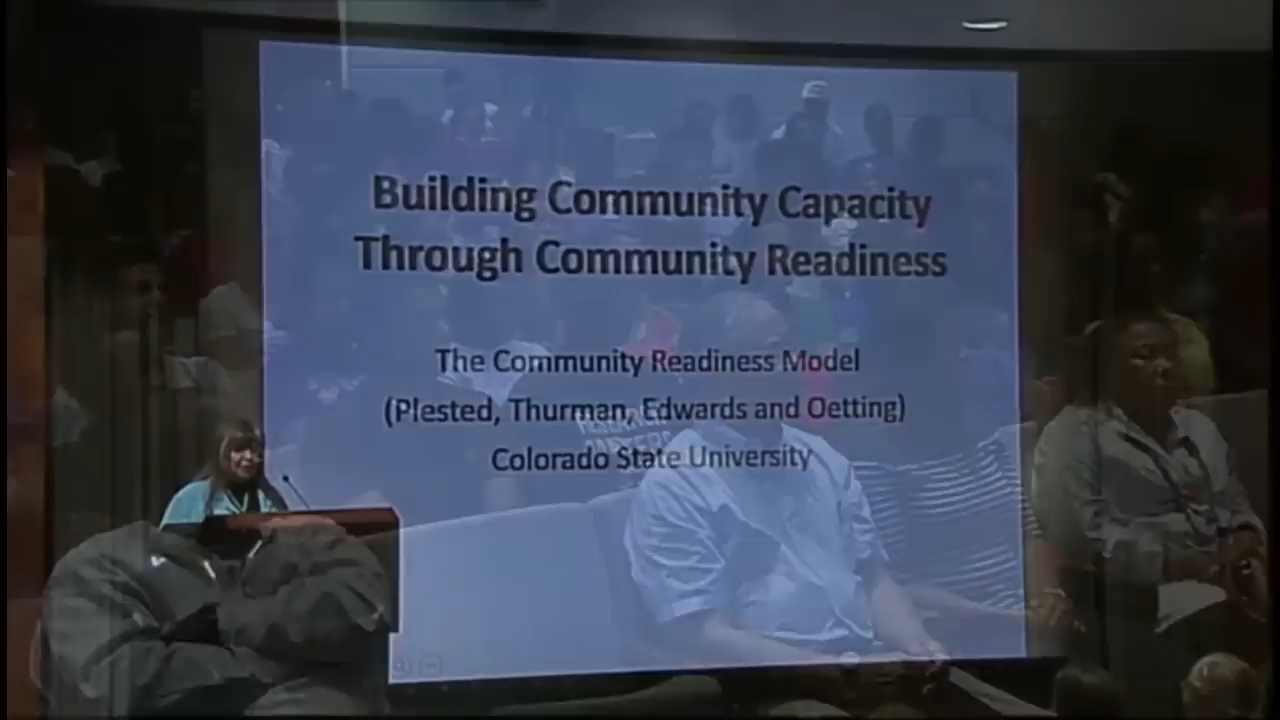 Building Community Capacity
Through Community Readiness
The Community Readiness Model
(Plested, Thurman, Edwards and Oetting)
Colorado State University